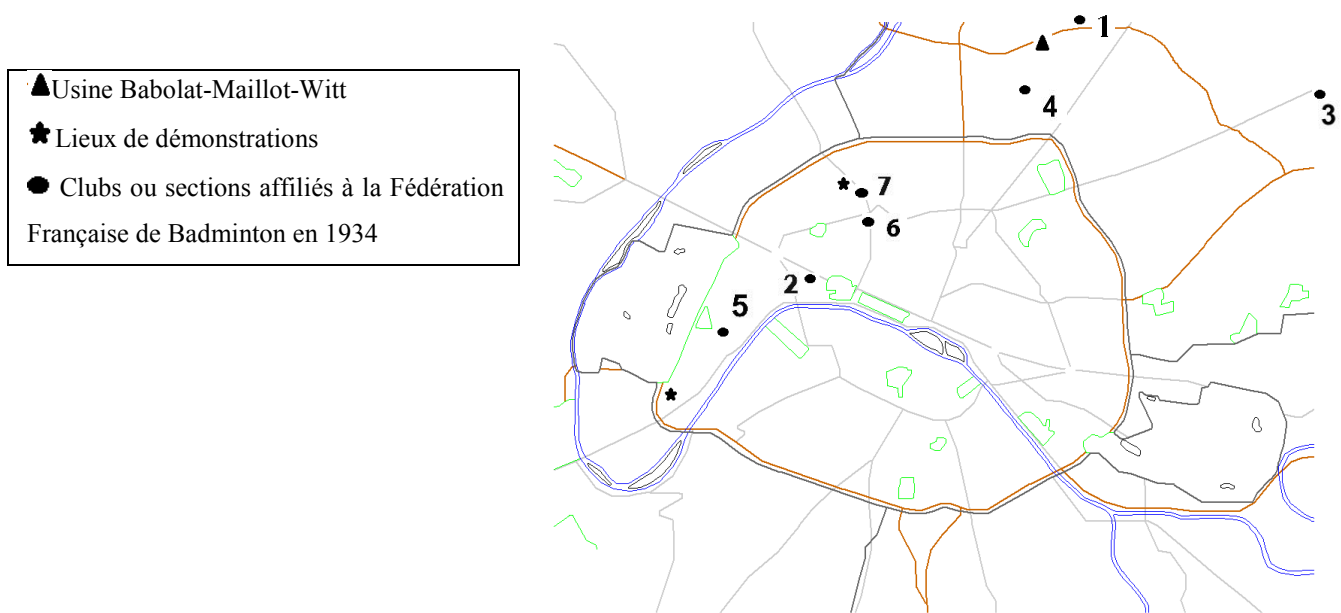 Usine Babolat-Maillot-Witt
Lieux de démonstrations
Clubs ou sections affiliés à la Fédération
Française de Badminton en 1934
1
4
3
7
6
2
5